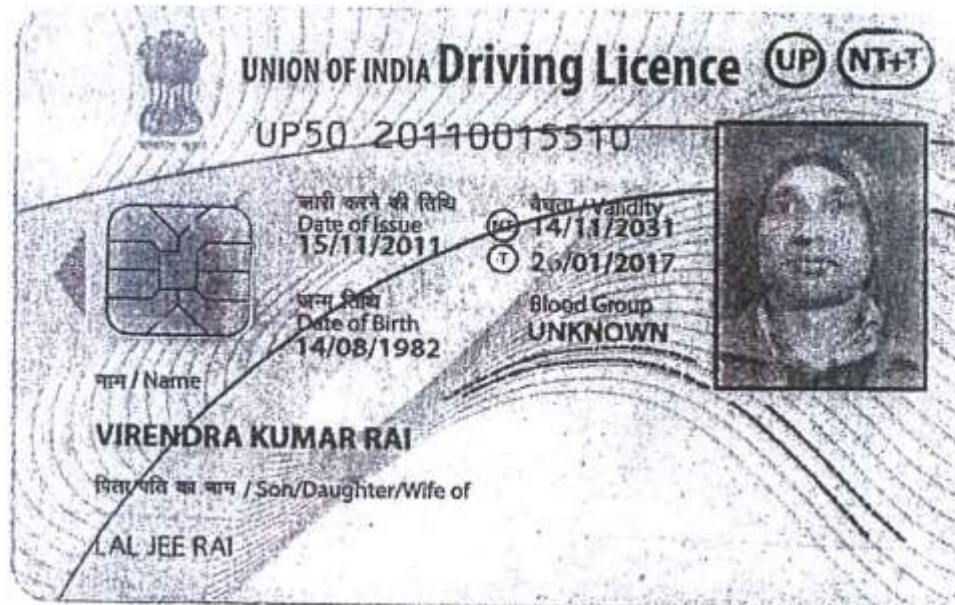 UNION OF INDIA Driving Licence UP NT+T
UP50 20110015510
जारी करने की तिथि
Date of Issue
15/11/2011
वैधता / Validity
14/11/2031
T
/01/2017
जन्म तिथि
Date of Birth
14/08/1982
Blood Group
UNKNOWN
नाम / Name
VIRENDRA KUMAR RAI
पिता/पति का नाम / Son/Daughter/Wife of
LAL JEE RAI